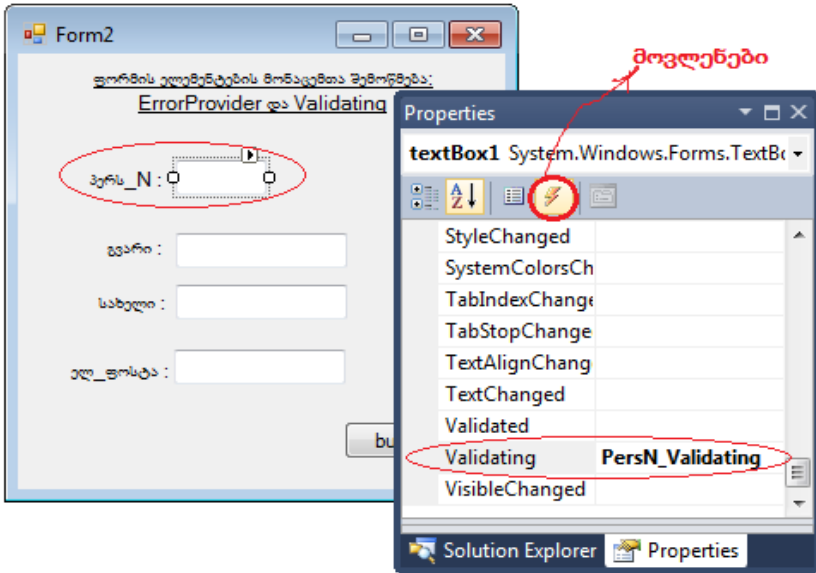 Form2
ფორმის ელემენტების მონაცემთა შემოწმება:
ErrorProvider და Validating
პერს_N :
გვარი :
სახელი :
ელ_ფოსტა :
bu
მოვლენები
Properties
textBox1 System.Windows.Forms.TextBo
StyleChanged
SystemColorsCh
TabIndexChange
TabStopChange
TextAlignChang
TextChanged
Validated
Validating PersN_Validating
VisibleChanged
Solution Explorer Properties